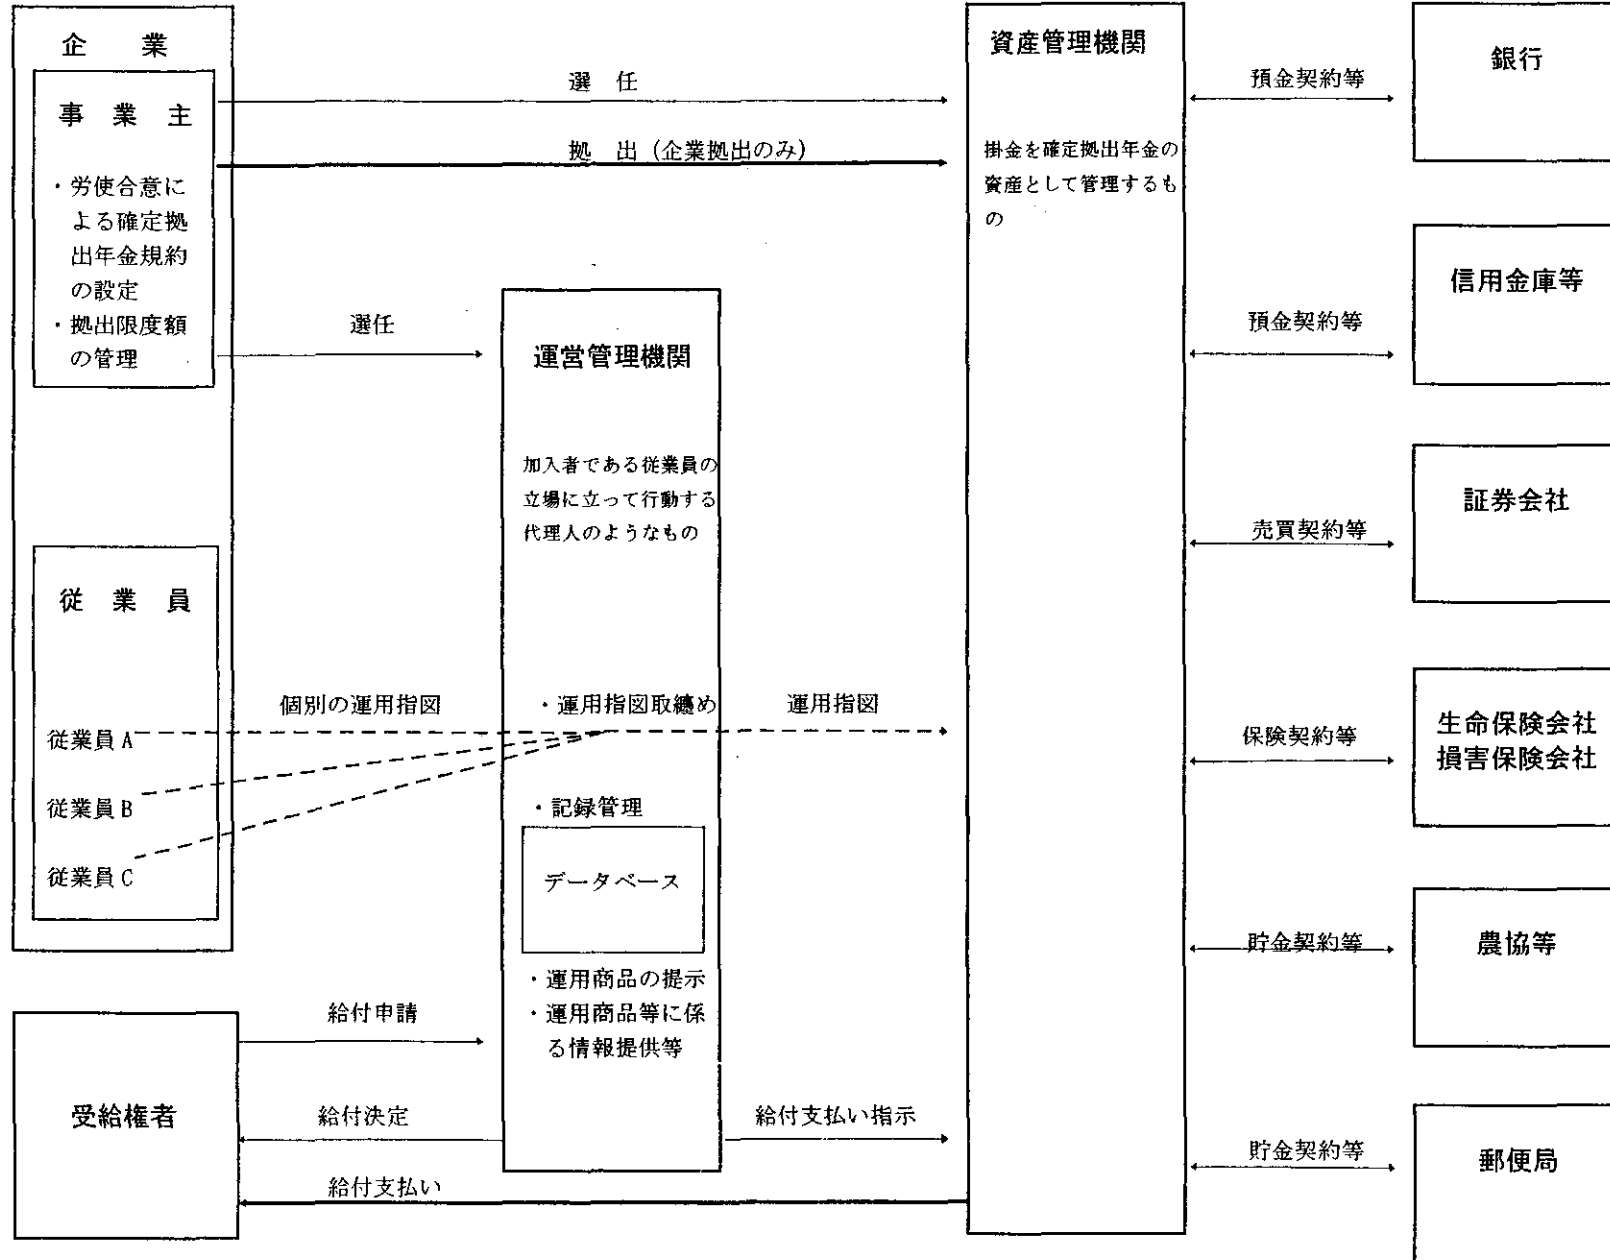 企　業
事　業　主
・労使合意に
よる確定拠
出年金規約
の設定
・拠出限度額
の管理
従　業　員
従業員A
従業員B
従業員C
受給権者
選　任
拠　出（企業拠出のみ）
選任
個別の運用指図
給付申請
給付決定
給付支払い
運営管理機関
加入者である従業員の
立場に立って行動する
代理人のようなもの
・運用指図取纏め
・記録管理
データベース
・運用商品の提示
・運用商品等に係
る情報提供等
運用指図
給付支払い指示
資産管理機関
掛金を確定拠出年金の
資産として管理するも
の
預金契約等
銀行
預金契約等
信用金庫等
売買契約等
証券会社
保険契約等
生命保険会社
損害保険会社
貯金契約等
農協等
貯金契約等
郵便局